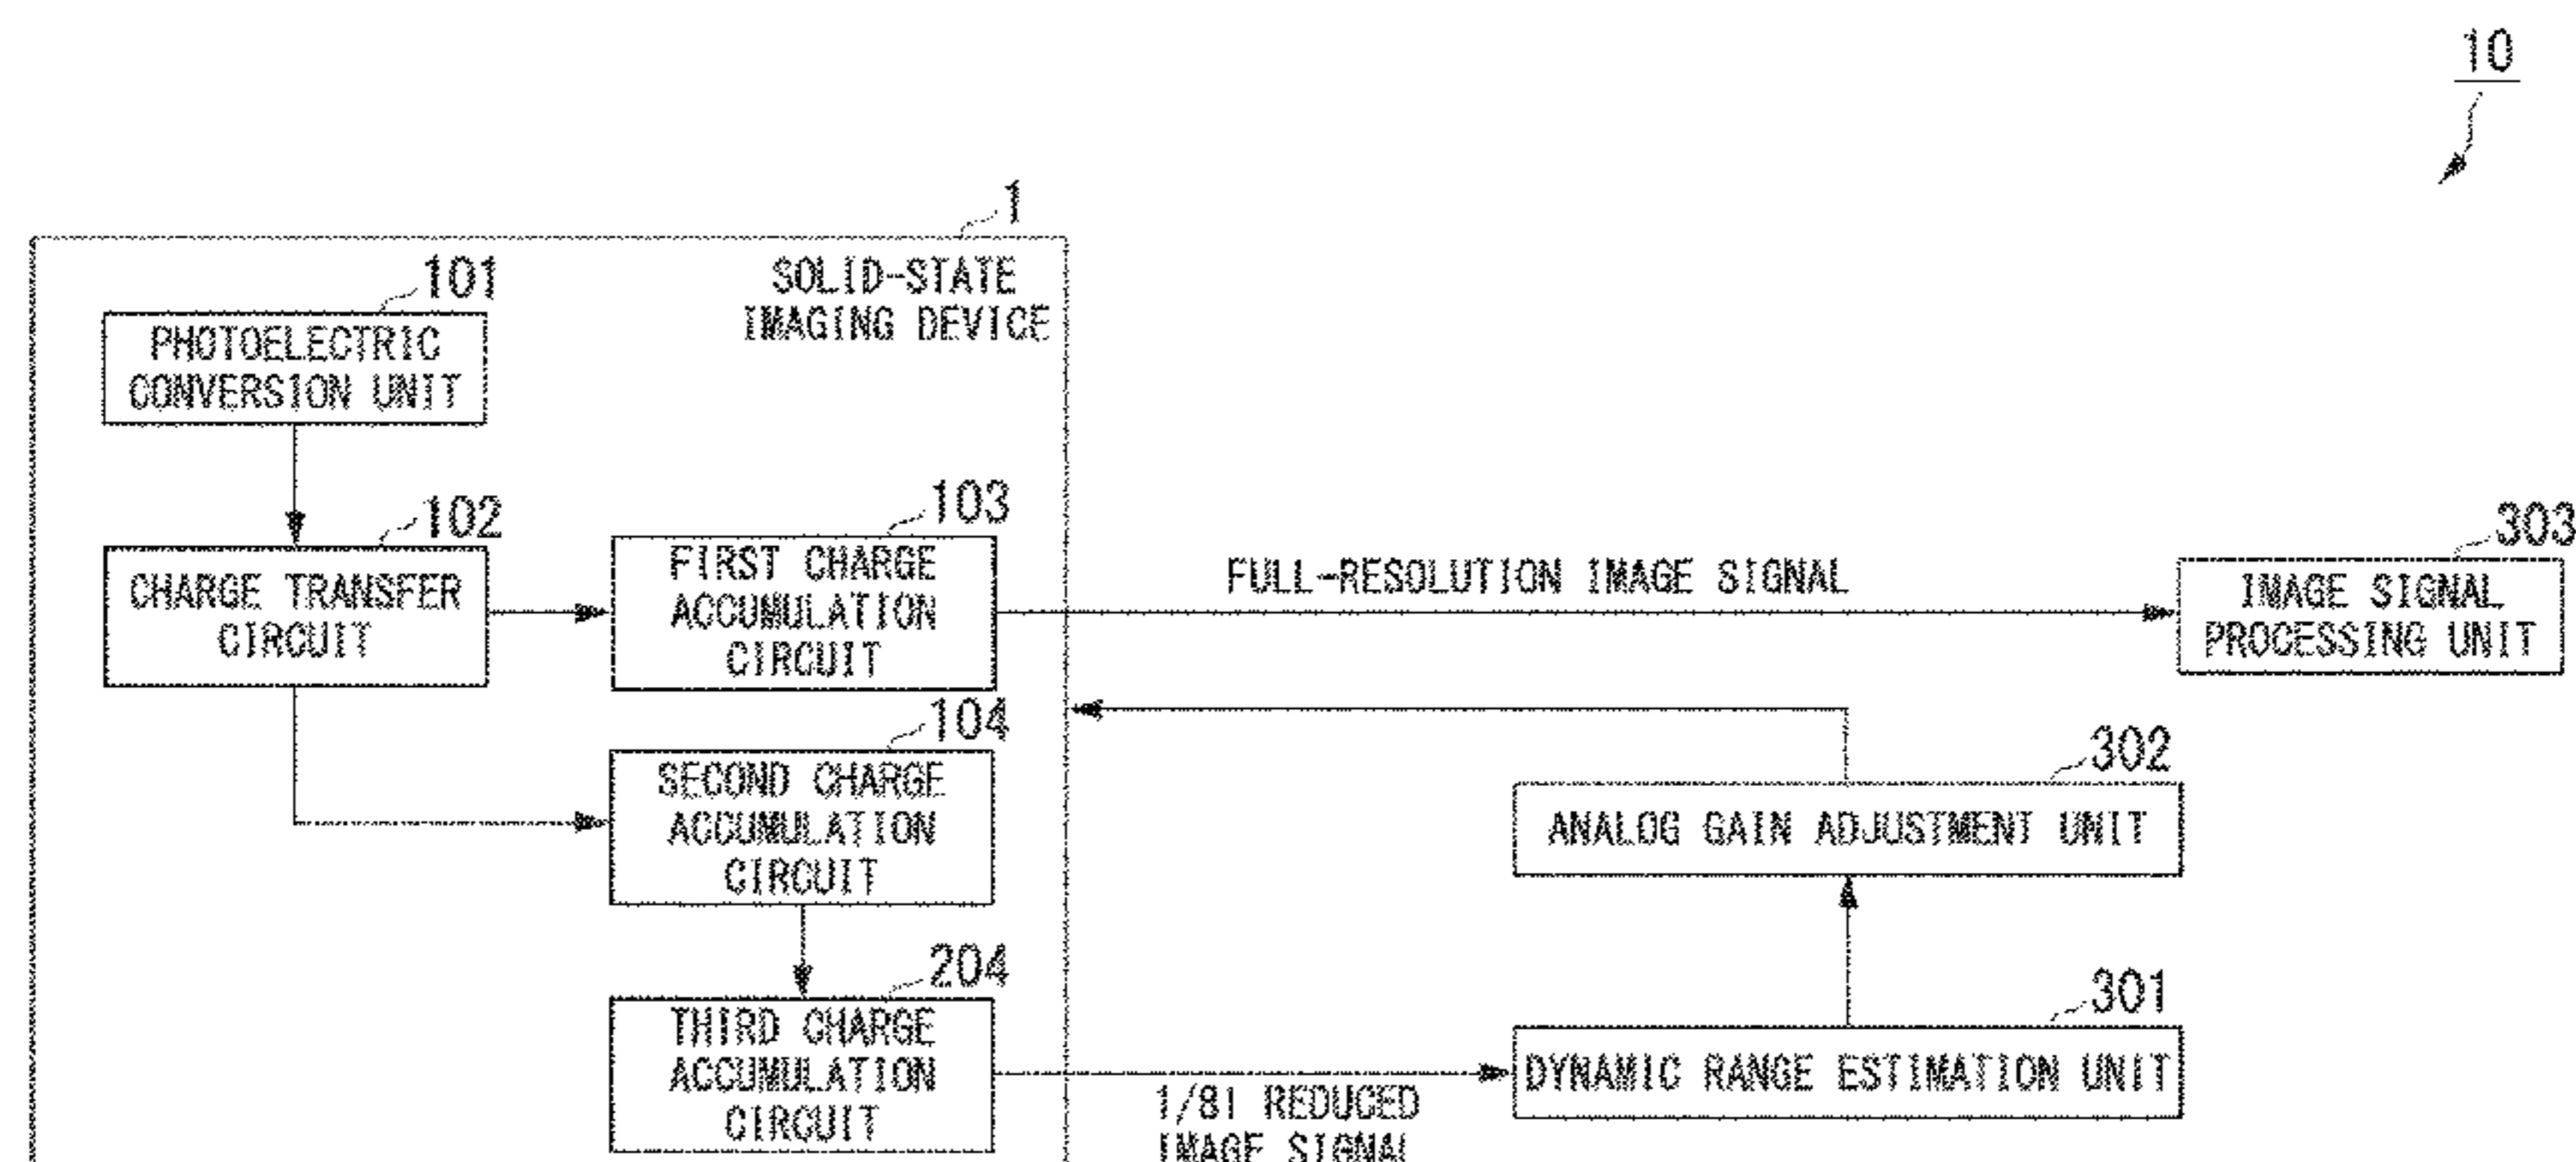 10
1
SOLID-STATE
IMAGING DEVICE
101
PHOTOELECTRIC
CONVERSION UNIT
102
CHARGE TRANSFER
CIRCUIT
103
FIRST CHARGE
ACCUMULATION
CIRCUIT
FULL-RESOLUTION IMAGE SIGNAL
303
IMAGE SIGNAL
PROCESSING UNIT
104
SECOND CHARGE
ACCUMULATION
CIRCUIT
302
ANALOG GAIN ADJUSTMENT UNIT
204
THIRD CHARGE
ACCUMULATION
CIRCUIT
1/81 REDUCED
IMAGE SIGNAL
301
DYNAMIC RANGE ESTIMATION UNIT